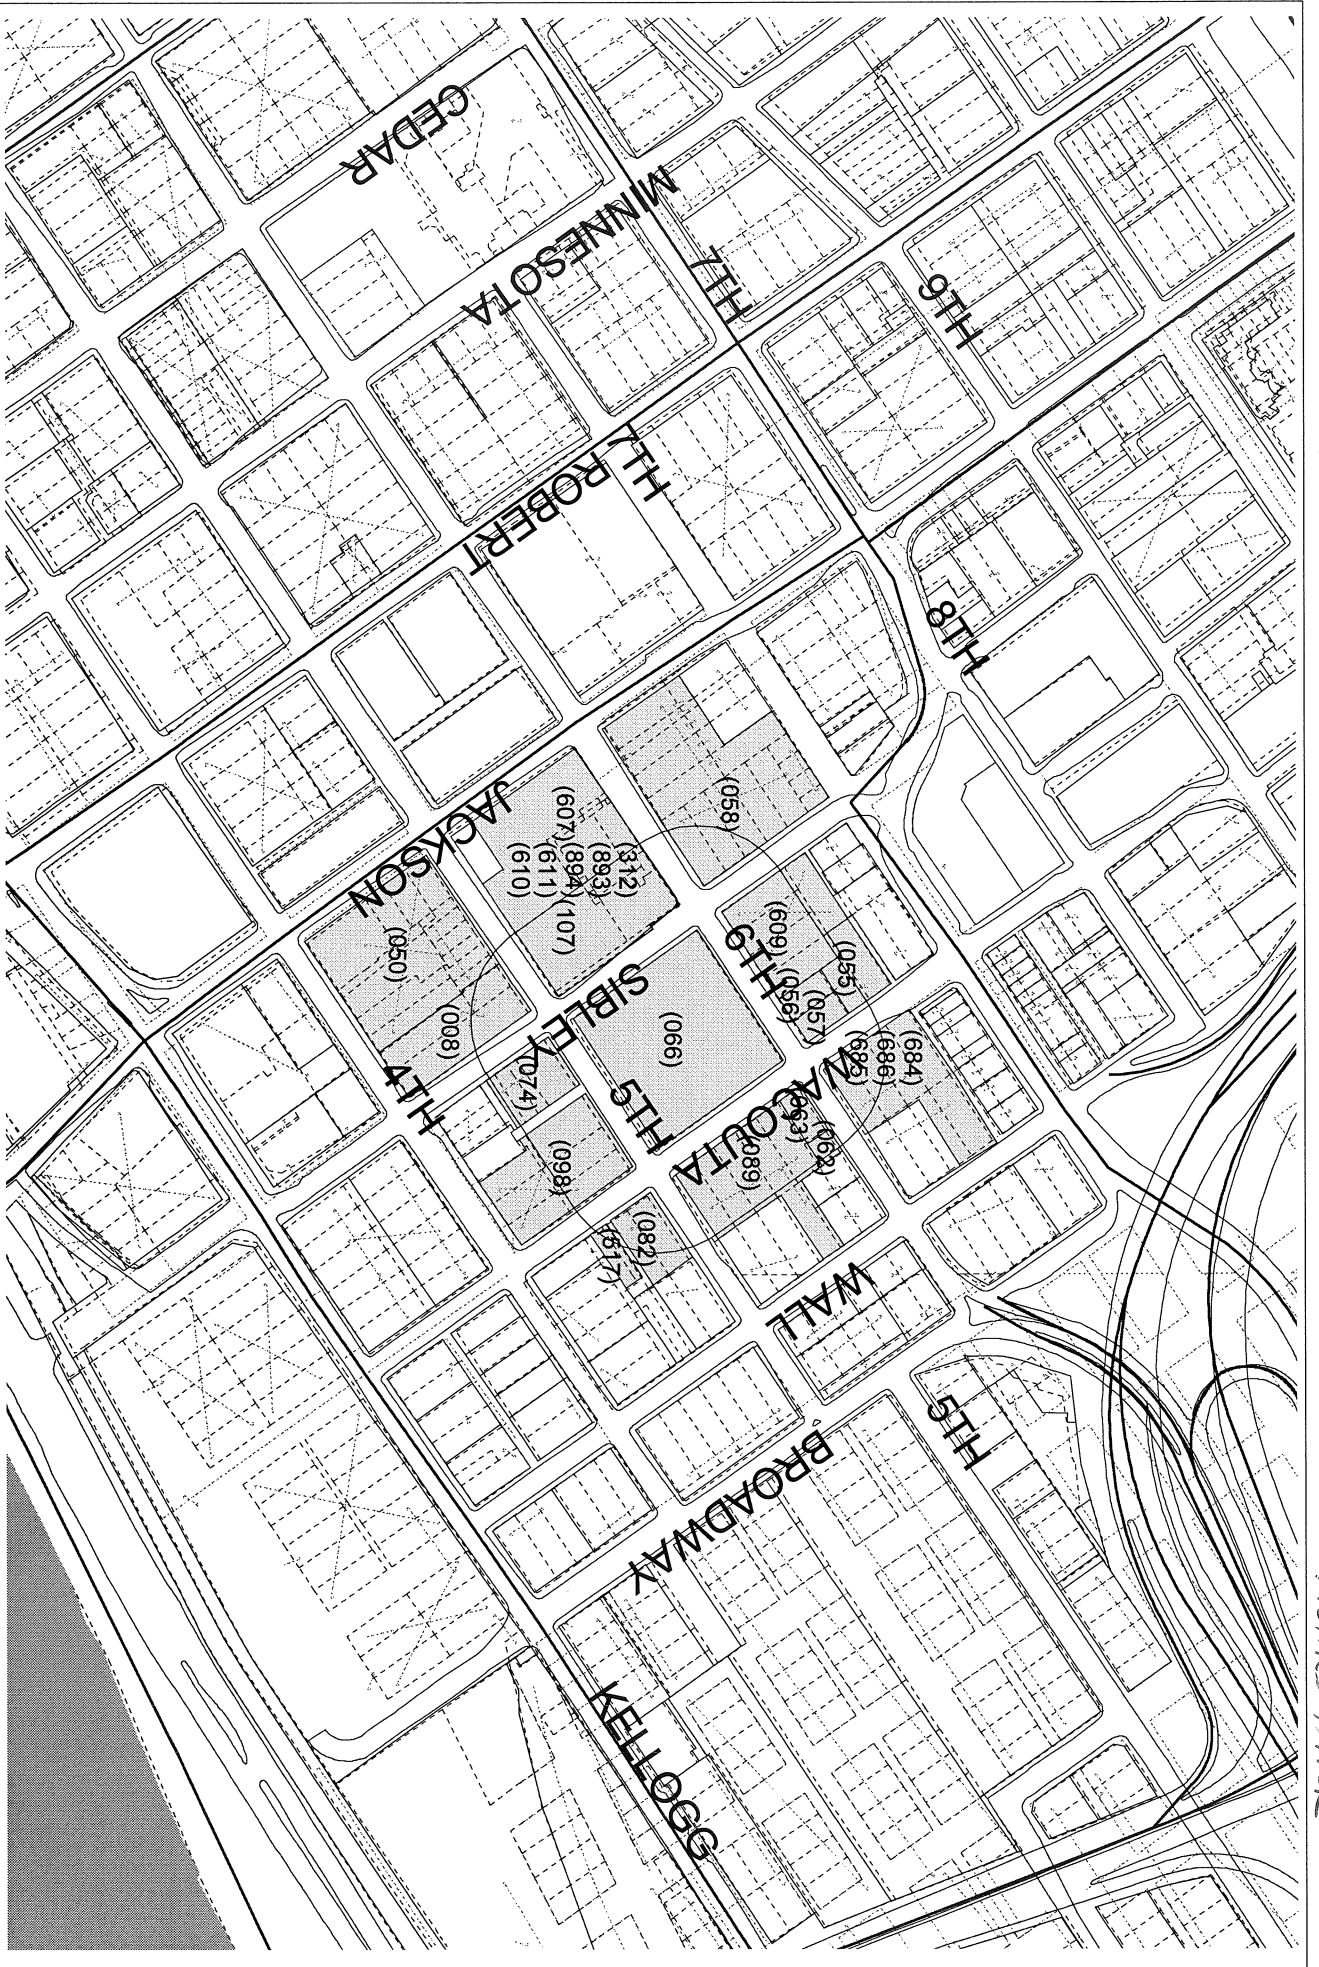 CEDAR
MINNESOTA
7TH
9TH
7TH
ROBERT
8TH
JACKSON
(058)
(607)
(312)
(893)
(894)
(611)
(610)
(107)
(050)
(008)
(609)
6TH
(055)
(056)
(057)
SIBLEY
(066)
(684)
(686)
(685)
WACOUTA
4TH
(074)
5TH
(063)
(062)
(089)
(098)
(082)
(517)
WALL
5TH
BROADWAY
KELLOGG